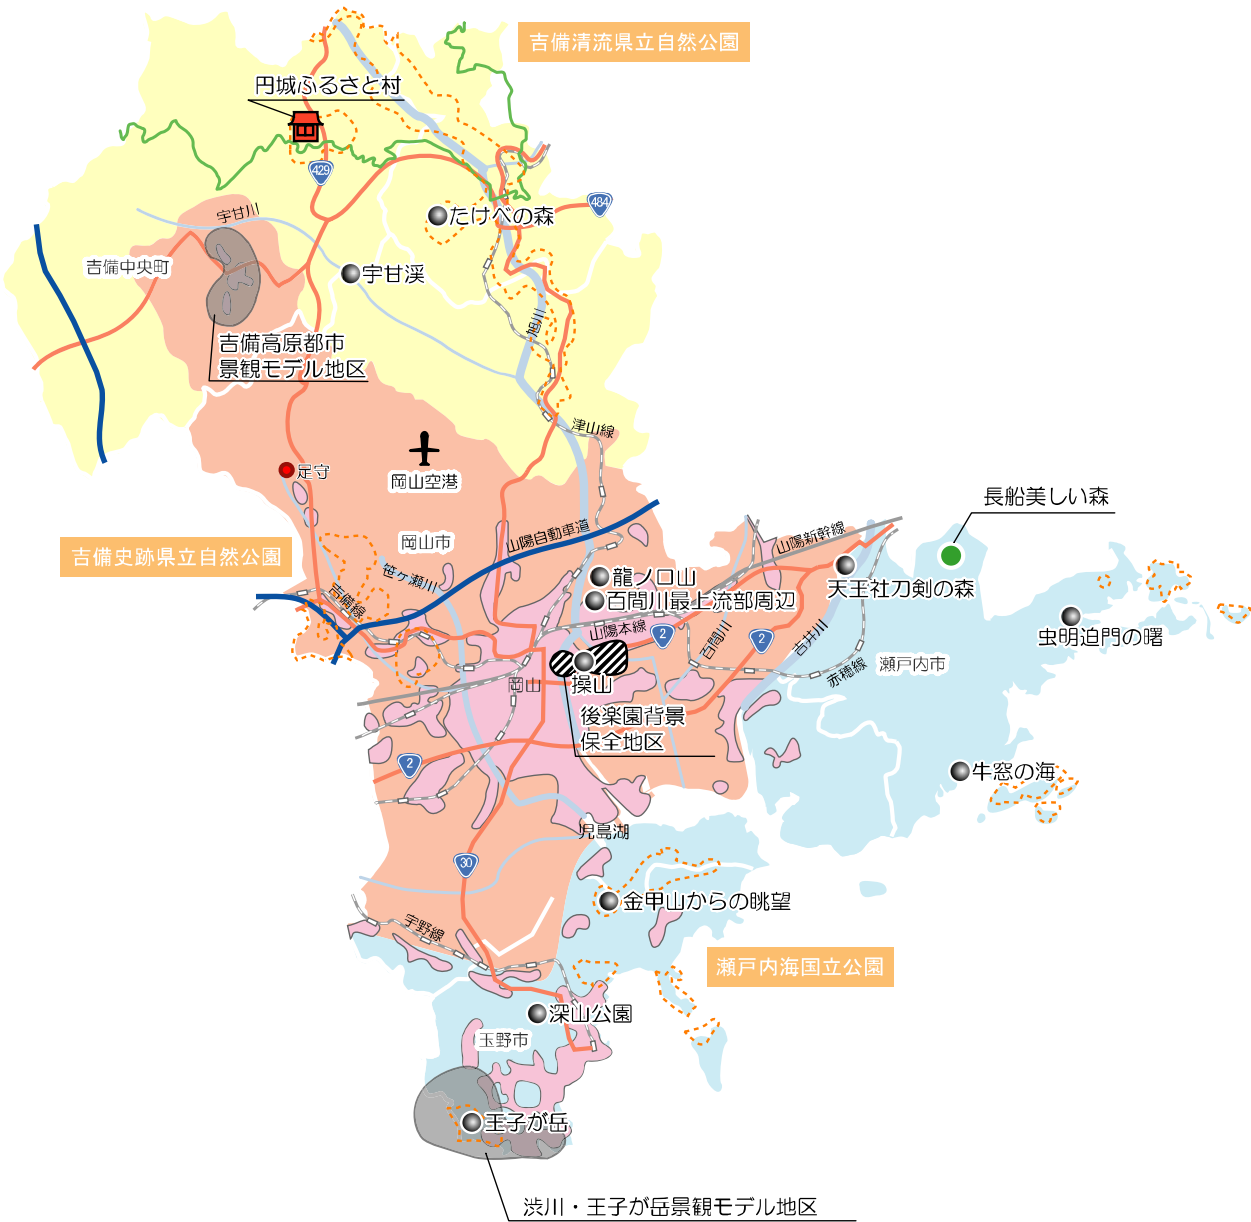 吉備清流県立自然公園
円城ふるさと村
429
484
たけべの森
宇甘川
吉備中央町
宇甘渓
旭川
吉備高原都市
景観モデル地区
津山線
足守
岡山空港
長船美しい森
山陽自動車道
山陽新幹線
岡山市
吉備史跡県立自然公園
笹ヶ瀬川
龍ノ口山
天王社刀剣の森
吉備線
百間川最上流部周辺
虫明迫門の曙
山陽本線
2
百間川
2
吉井川
瀬戸内市
赤穂線
岡山
操山
後楽園背景
保全地区
2
牛窓の海
児島湖
30
金甲山からの眺望
宇野線
瀬戸内海国立公園
深山公園
玉野市
王子が岳
渋川・王子が岳景観モデル地区